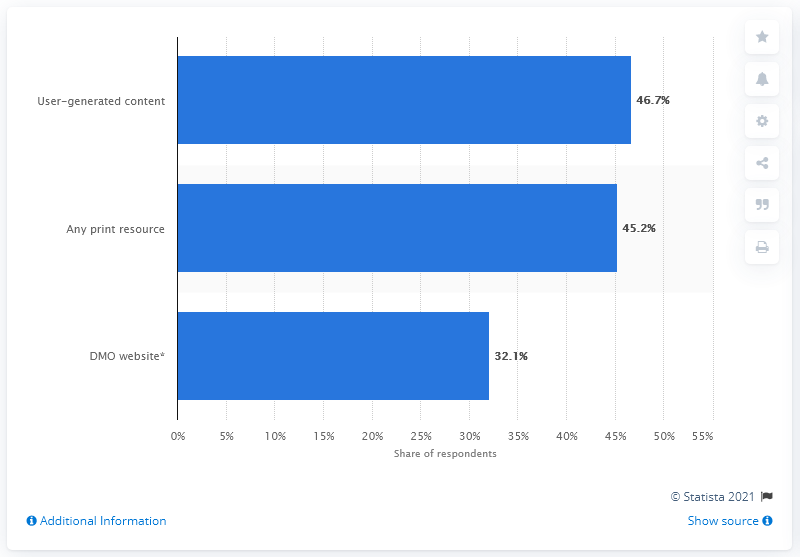 User-generated content
46.7%
Any print resource
45.2%
DMO website*
32.1%
0% 5% 10% 15% 20% 25% 30% 35% 40% 45% 50% 55%
Share of respondents
© Statista 2021
Additional Information
Show source